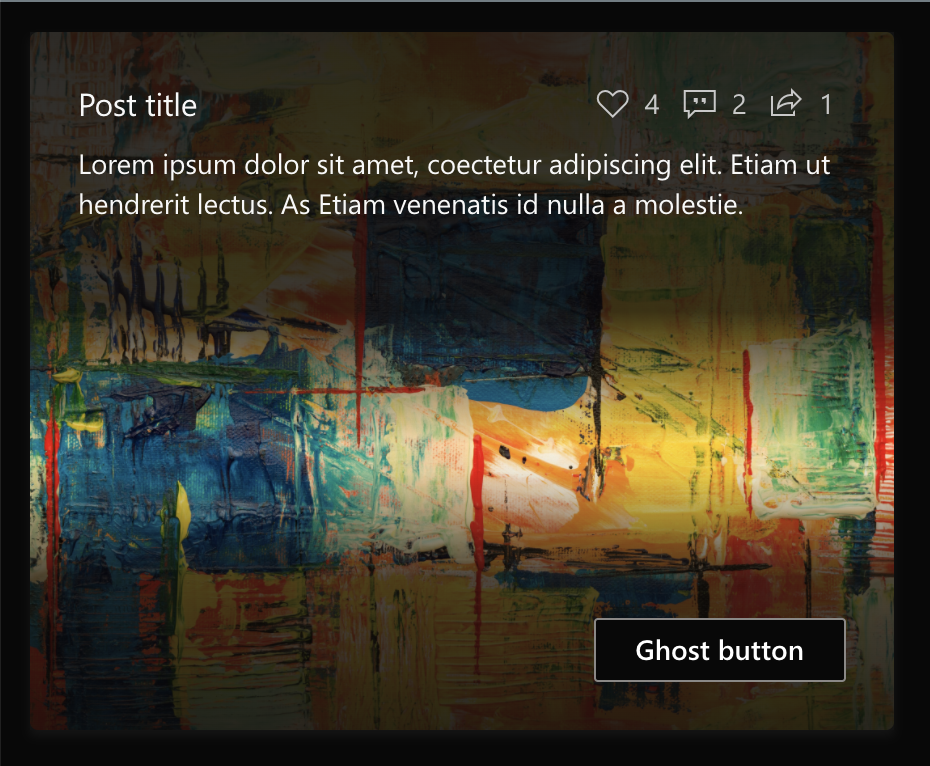 Post title 4 2 1
Lorem ipsum dolor sit amet, coectetur adipiscing elit. Etiam ut
hendrerit lectus. As Etiam venenatis id nulla a molestie.
Ghost button